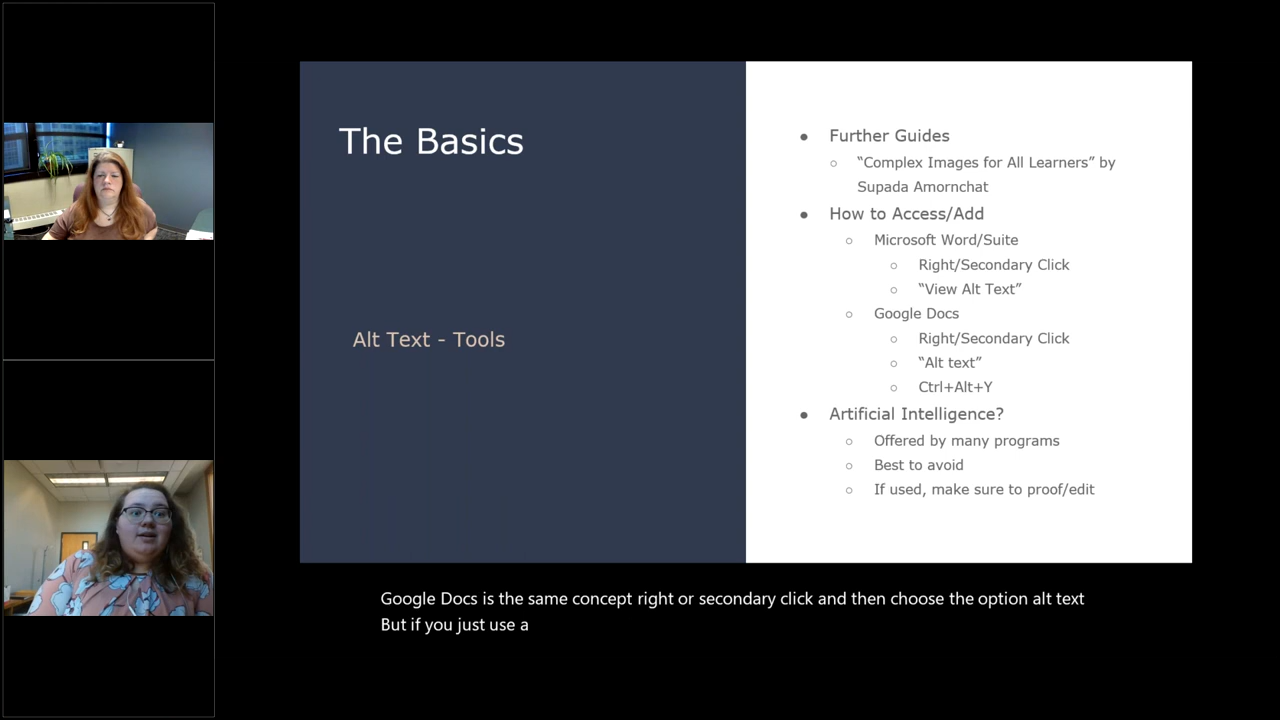 The Basics
Alt Text - Tools
● Further Guides
○ “Complex Images for All Learners” by
Supada Amornchat
● How to Access/Add
○ Microsoft Word/Suite
○ Right/Secondary Click
○ “View Alt Text”
○ Google Docs
○ Right/Secondary Click
○ “Alt text”
○ Ctrl+Alt+Y
● Artificial Intelligence?
○ Offered by many programs
○ Best to avoid
○ If used, make sure to proof/edit
Google Docs is the same concept right or secondary click and then choose the option alt text
But if you just use a